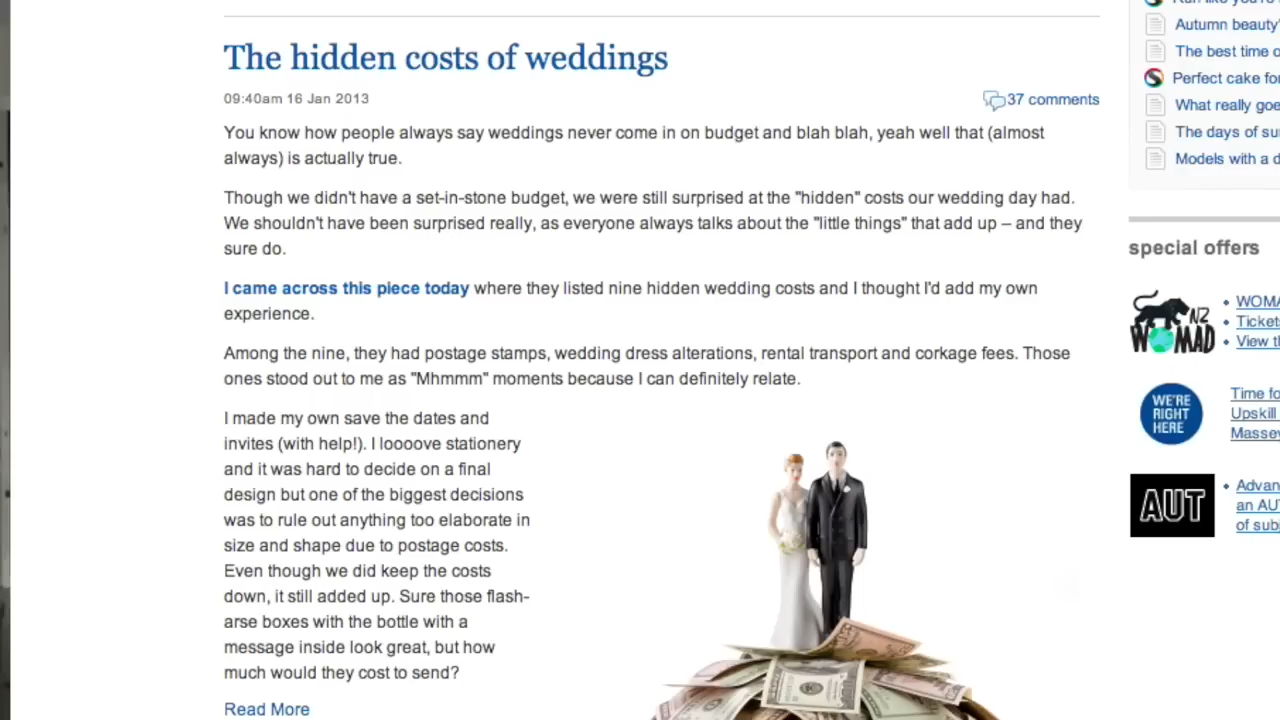 The hidden costs of weddings
09:40am 16 Jan 2013
37 comments
You know how people always say weddings never come in on budget and blah blah, yeah well that (almost
always) is actually true.
Though we didn't have a set-in-stone budget, we were still surprised at the "hidden" costs our wedding day had.
We shouldn't have been surprised really, as everyone always talks about the "little things" that add up – and they
sure do.
I came across this piece today where they listed nine hidden wedding costs and I thought I'd add my own
experience.
Among the nine, they had postage stamps, wedding dress alterations, rental transport and corkage fees. Those
ones stood out to me as "Mhmmm" moments because I can definitely relate.
I made my own save the dates and
invites (with help!). I loooove stationery
and it was hard to decide on a final
design but one of the biggest decisions
was to rule out anything too elaborate in
size and shape due to postage costs.
Even though we did keep the costs
down, it still added up. Sure those flash-
arse boxes with the bottle with a
message inside look great, but how
much would they cost to send?
Read More
Autumn beauty
The best time
Perfect cake
What really
The days of
Models with a
special offers
NZ
WOMAD
View
WE'RE
RIGHT
HERE
Time
Upskill
AUT
an
of